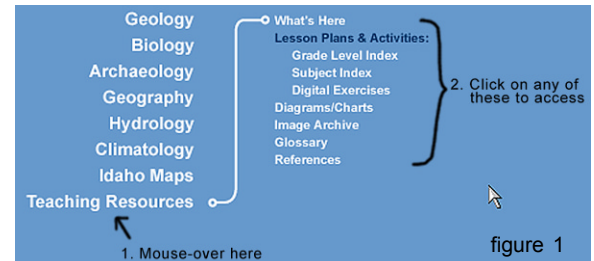 Geology
Biology
Archaeology
Geography
Hydrology
Climatology
Idaho Maps
Teaching Resources
1. Mouse-over here
What's Here
Lesson Plans & Activities:
Grade Level Index
Subject Index
Digital Exercises
Diagrams/Charts
Image Archive
Glossary
References
2. Click on any of
these to access
figure 1